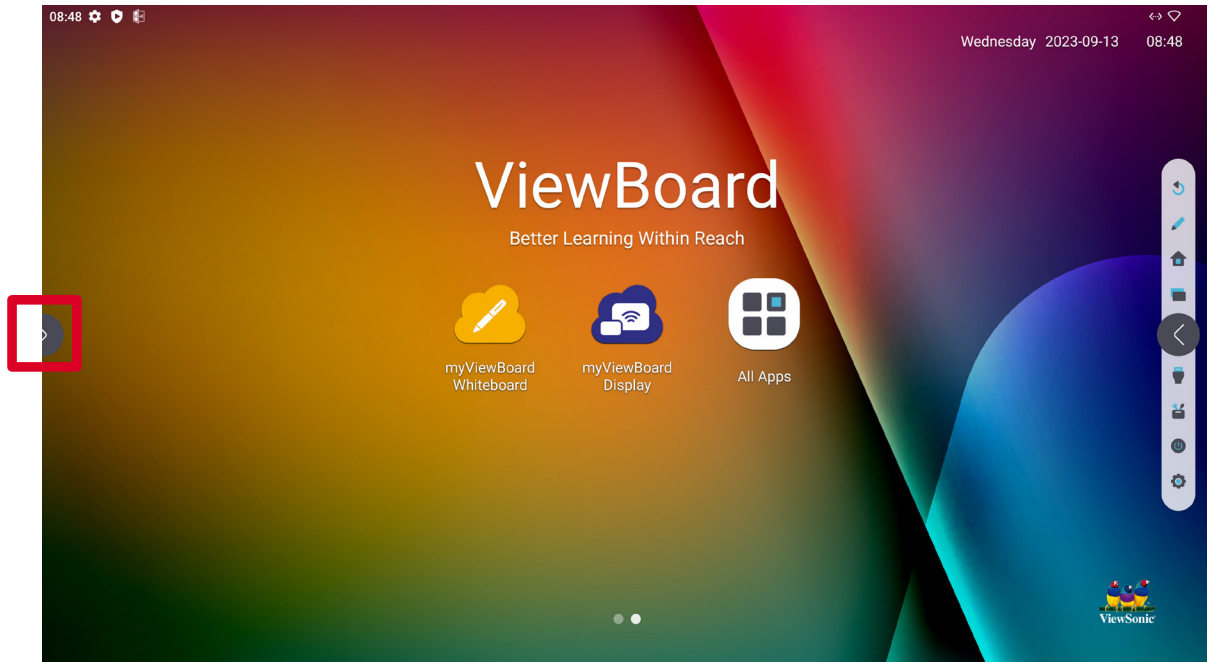 08:48
Wednesday 2023-09-13 08:48
ViewBoard
Better Learning Within Reach
myViewBoard
Whiteboard
myViewBoard
Display
All Apps
ViewSonic